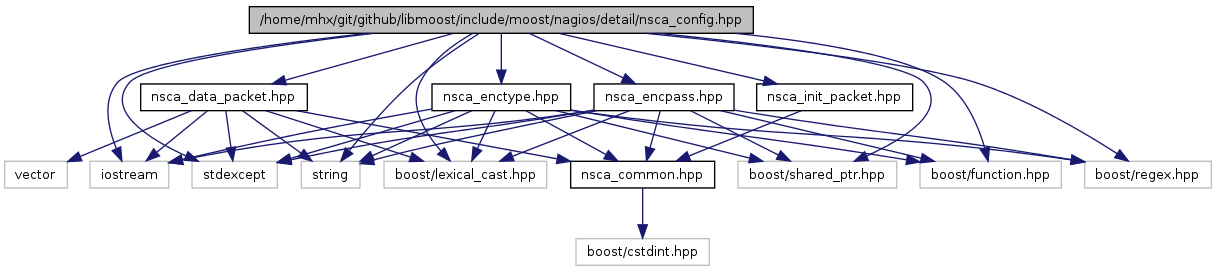 /home/mhx/git/github/libmoost/include/moost/nagios/detail/nsca_config.hpp
nsca_data_packet.hpp
nsca_enctype.hpp
nsca_encpass.hpp
nsca_init_packet.hpp
vector
iostream
stdexcept
string
boost/lexical_cast.hpp
nsca_common.hpp
boost/shared_ptr.hpp
boost/function.hpp
boost/regex.hpp
boost/cstdint.hpp